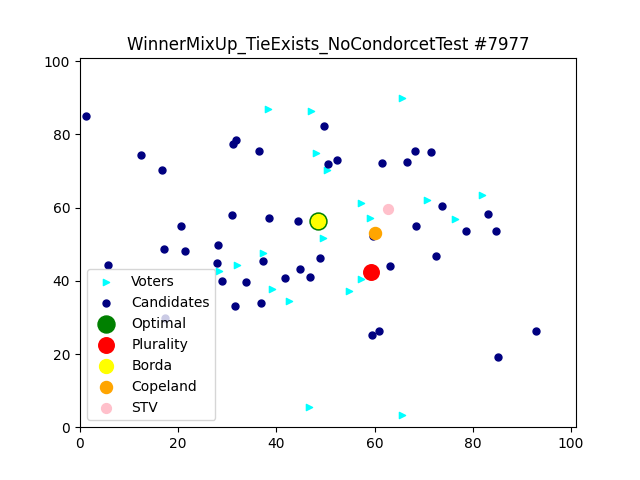 WinnerMixUp_TieExists_NoCondorcetTest #7977
100
80
60
40
20
0
Voters
Candidates
Optimal
Plurality
Borda
Copeland
STV
0 20 40 60 80 100